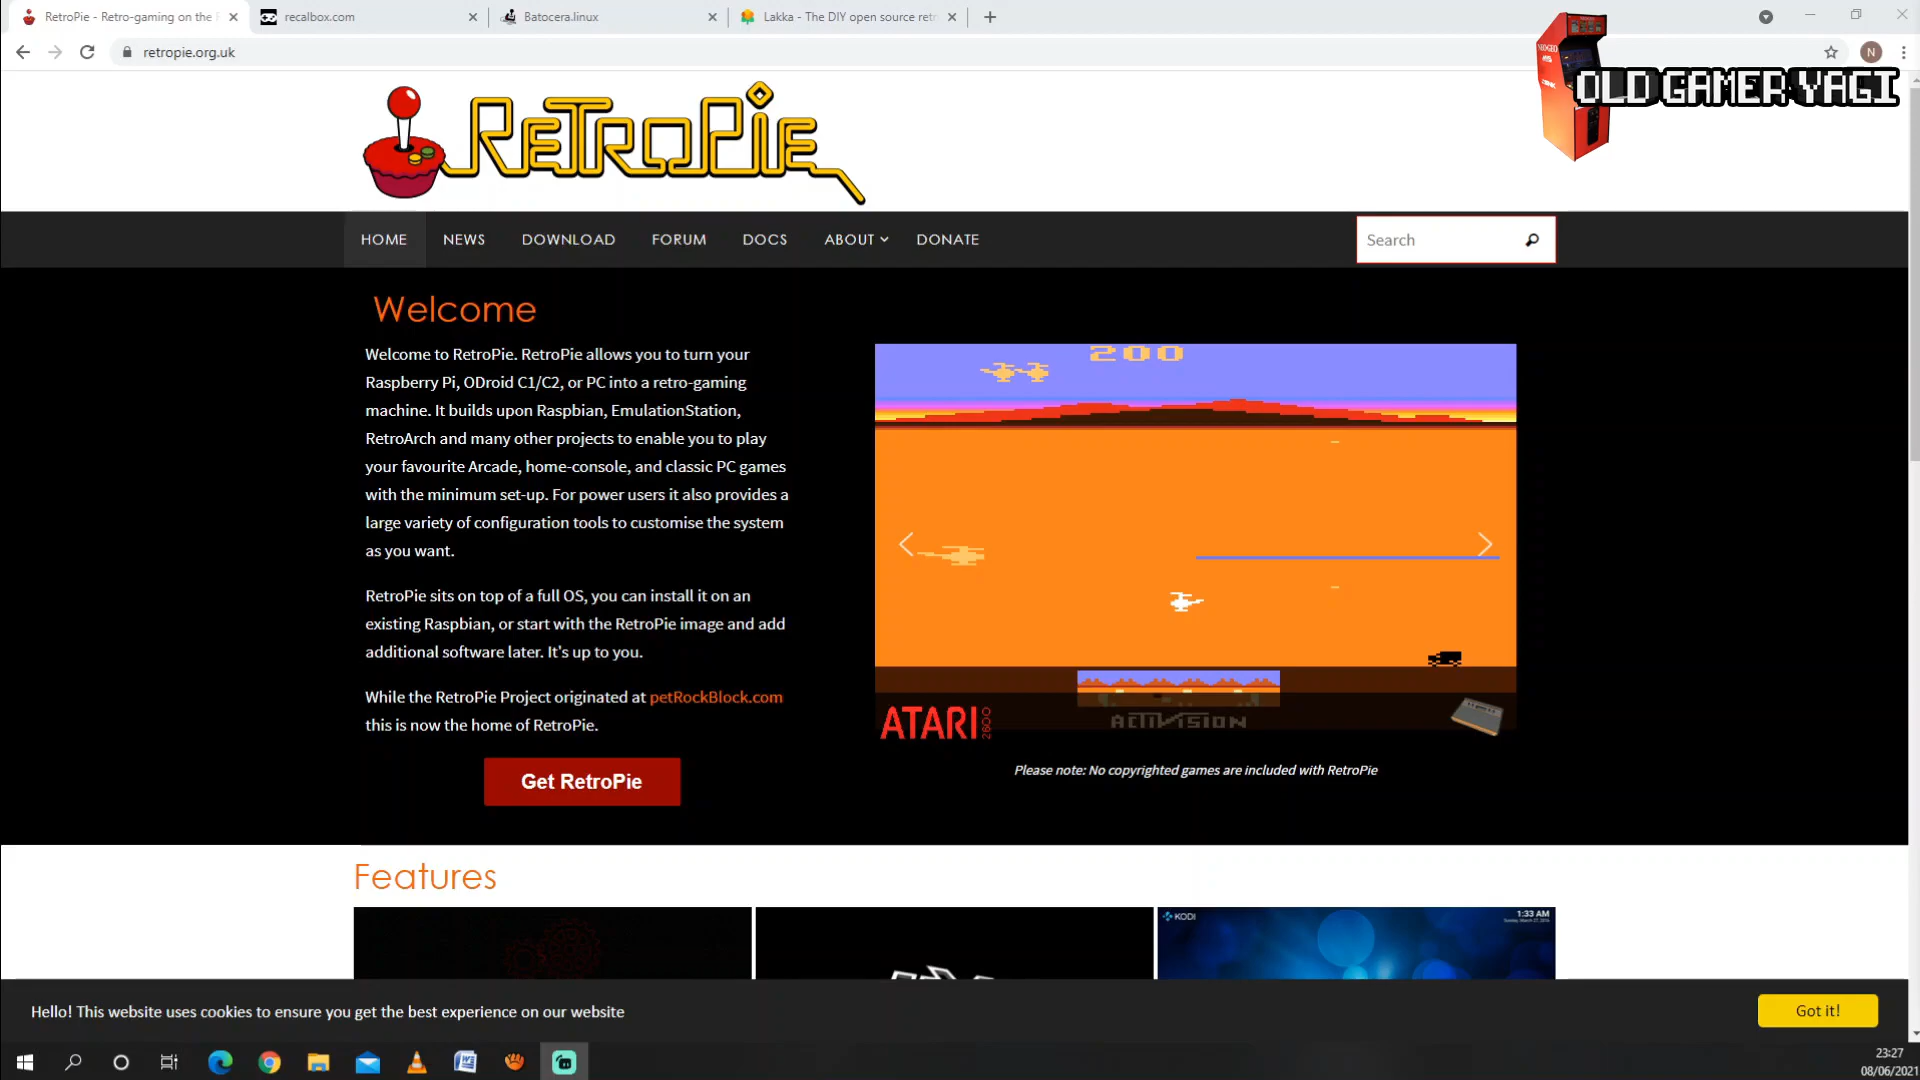 RetroPie - Retro-gaming on the
recalbox.com
Batocera.linux
Lakka - The DIY open source retr
retropie.org.uk
N
OLD GAMER YAGI
RETROPIE
HOME
NEWS
DOWNLOAD
FORUM
DOCS
ABOUT
DONATE
Search
Welcome
Welcome to RetroPie. RetroPie allows you to turn your
Raspberry Pi, ODroid C1/C2, or PC into a retro-gaming
machine. It builds upon Raspbian, EmulationStation,
RetroArch and many other projects to enable you to play
your favourite Arcade, home-console, and classic PC games
with the minimum set-up. For power users it also provides a
large variety of configuration tools to customise the system
as you want.
RetroPie sits on top of a full OS, you can install it on an
existing Raspbian, or start with the RetroPie image and add
additional software later. It's up to you.
While the RetroPie Project originated at petRockBlock.com
this is now the home of RetroPie.
Get RetroPie
200
ACTIVISION
ATARI 2600
Please note: No copyrighted games are included with RetroPie
Features
KODI
1:33 AM
Hello! This website uses cookies to ensure you get the best experience on our website
Got it!
23:27
08/06/2021